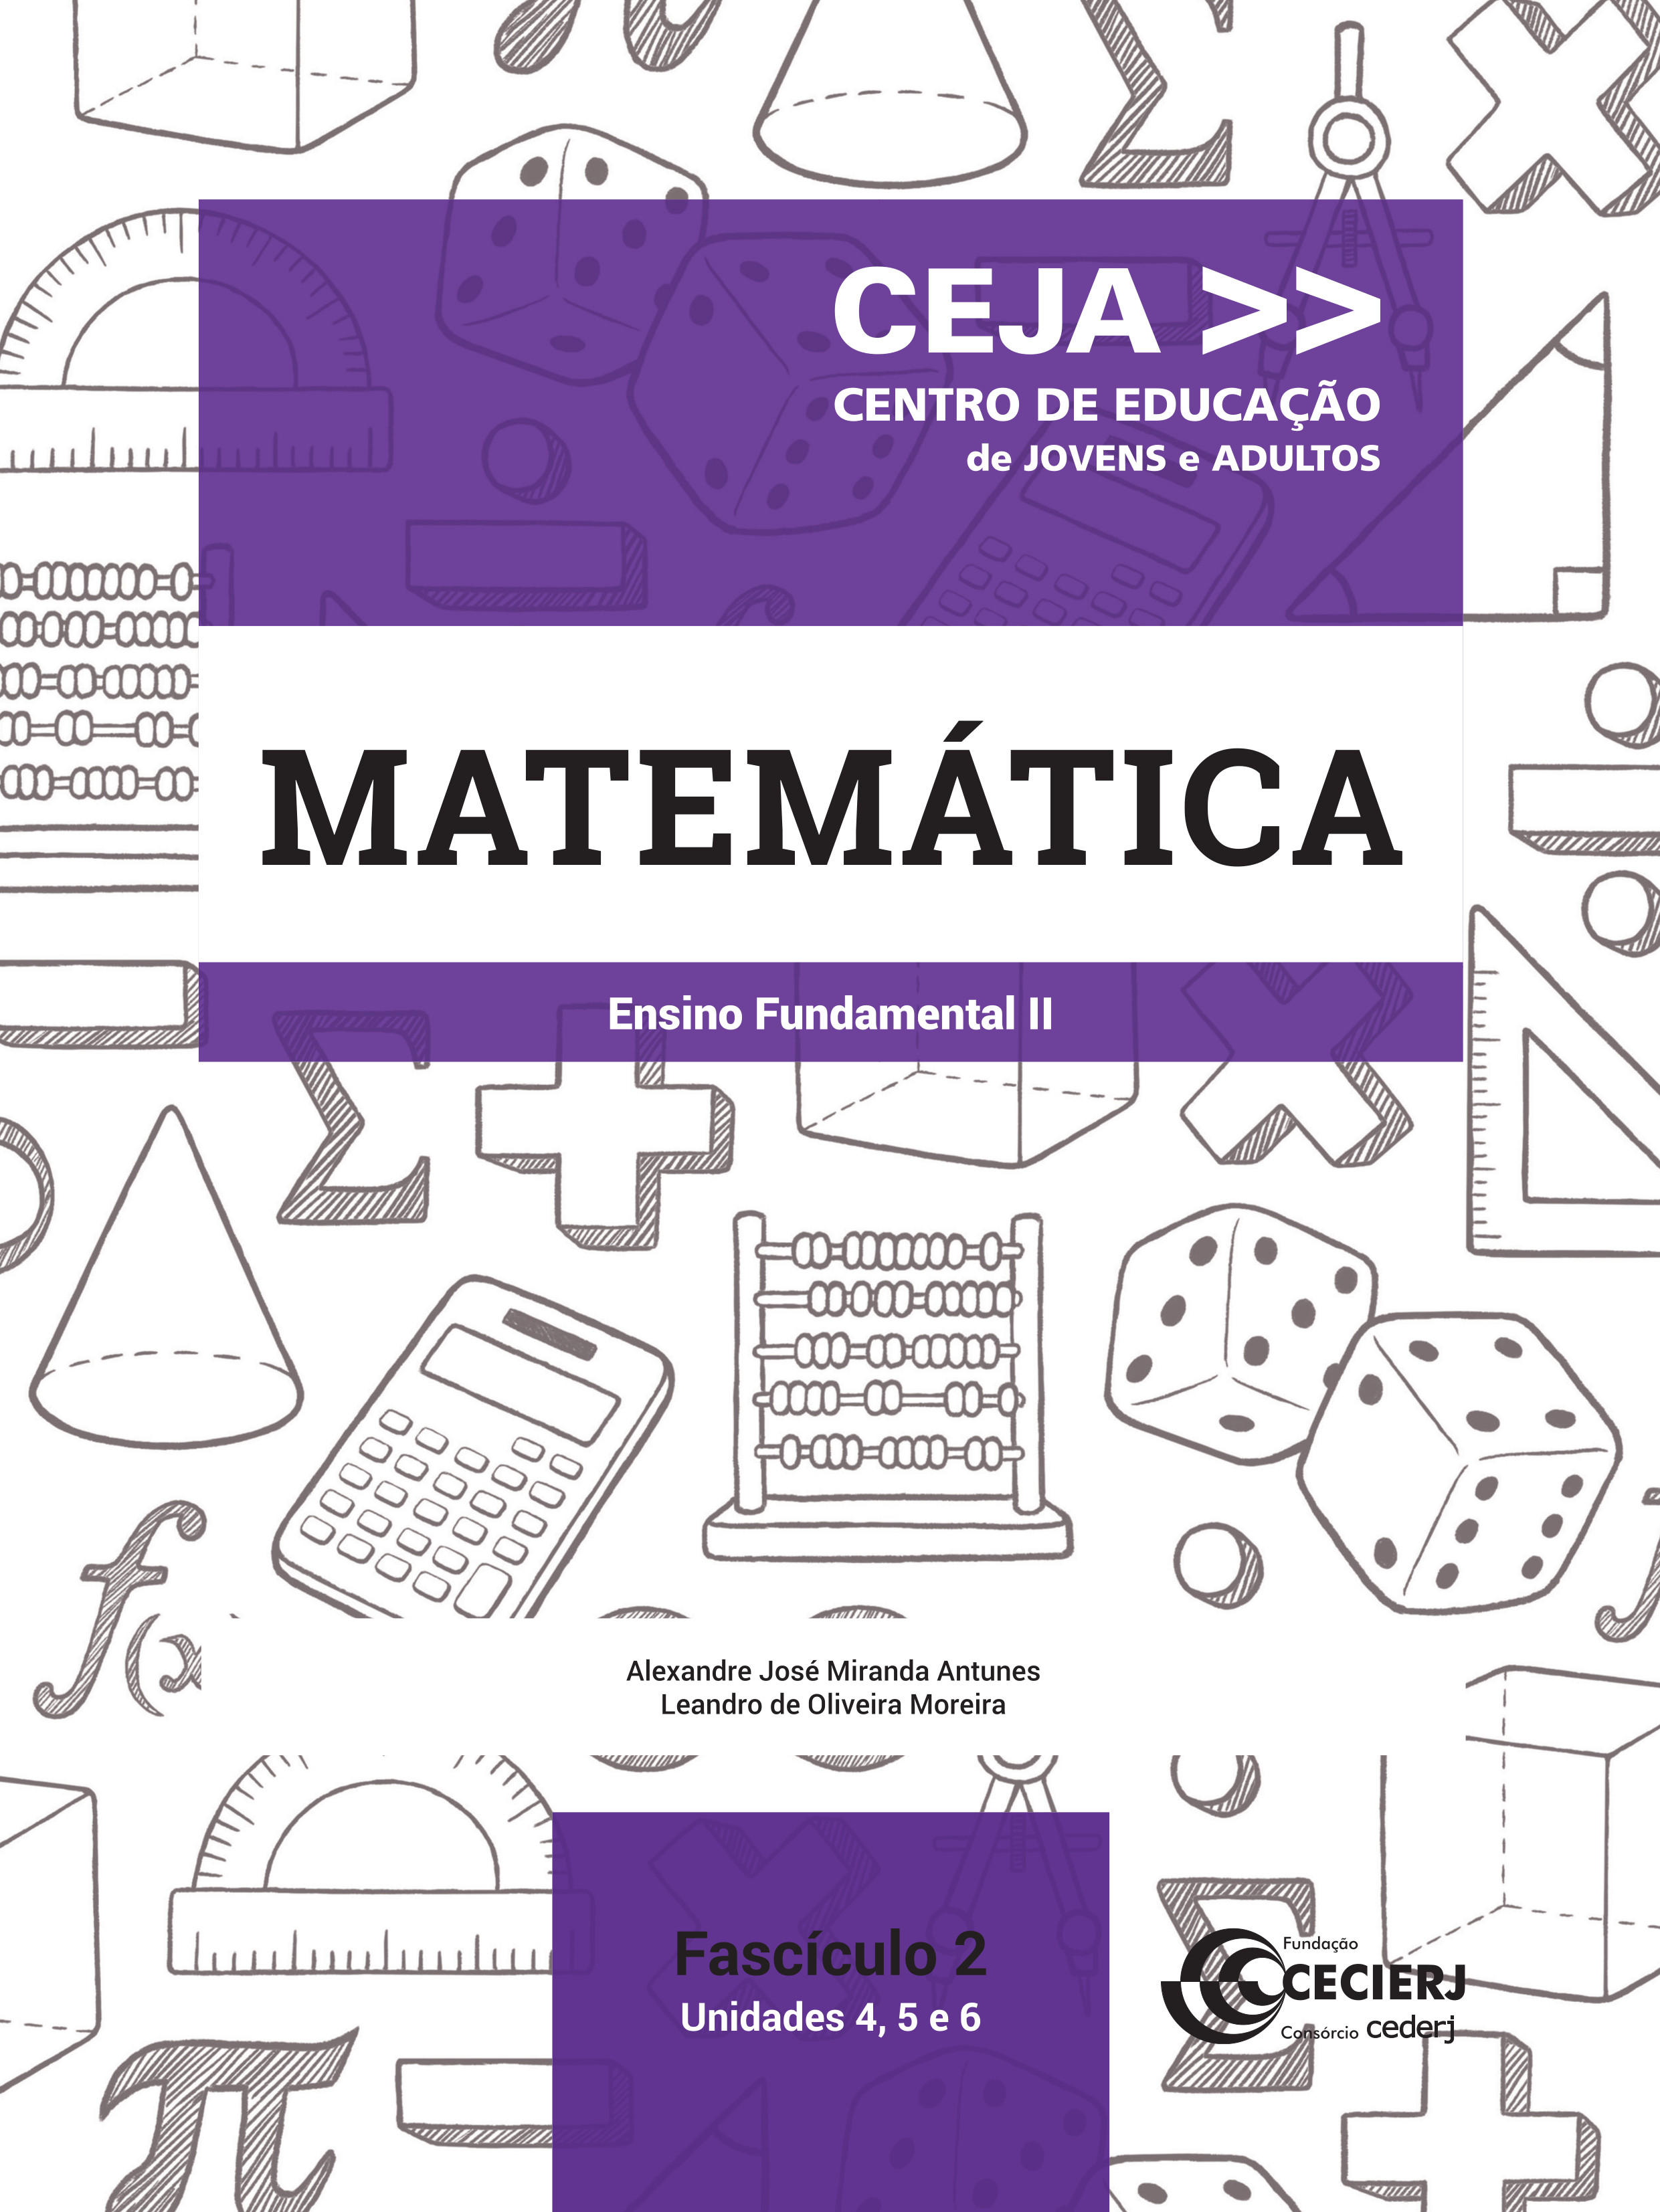 CEJA >>
CENTRO DE EDUCAÇÃO
de JOVENS e ADULTOS
MATEMÁTICA
Ensino Fundamental II
f(x
Alexandre José Miranda Antunes
Leandro de Oliveira Moreira
Fascículo 2
Unidades 4, 5 e 6
Fundação
CECIERJ
Consórcio cederj